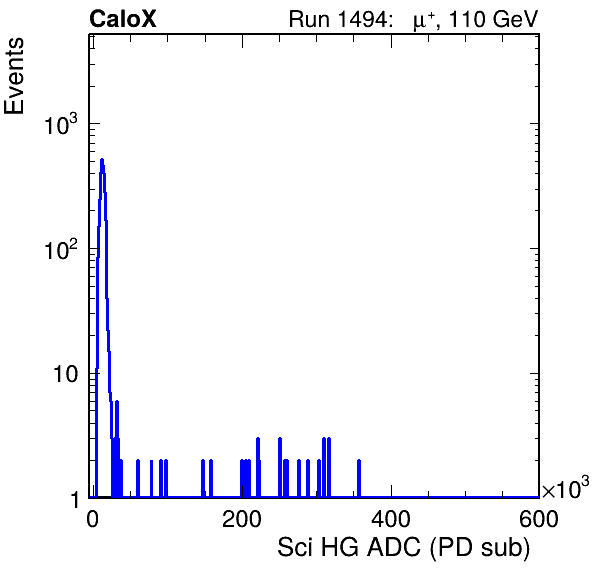 CaloX Run 1494: μ⁺, 110 GeV
Events
10³
10²
10
1
0 200 400 600
×10³
Sci HG ADC (PD sub)